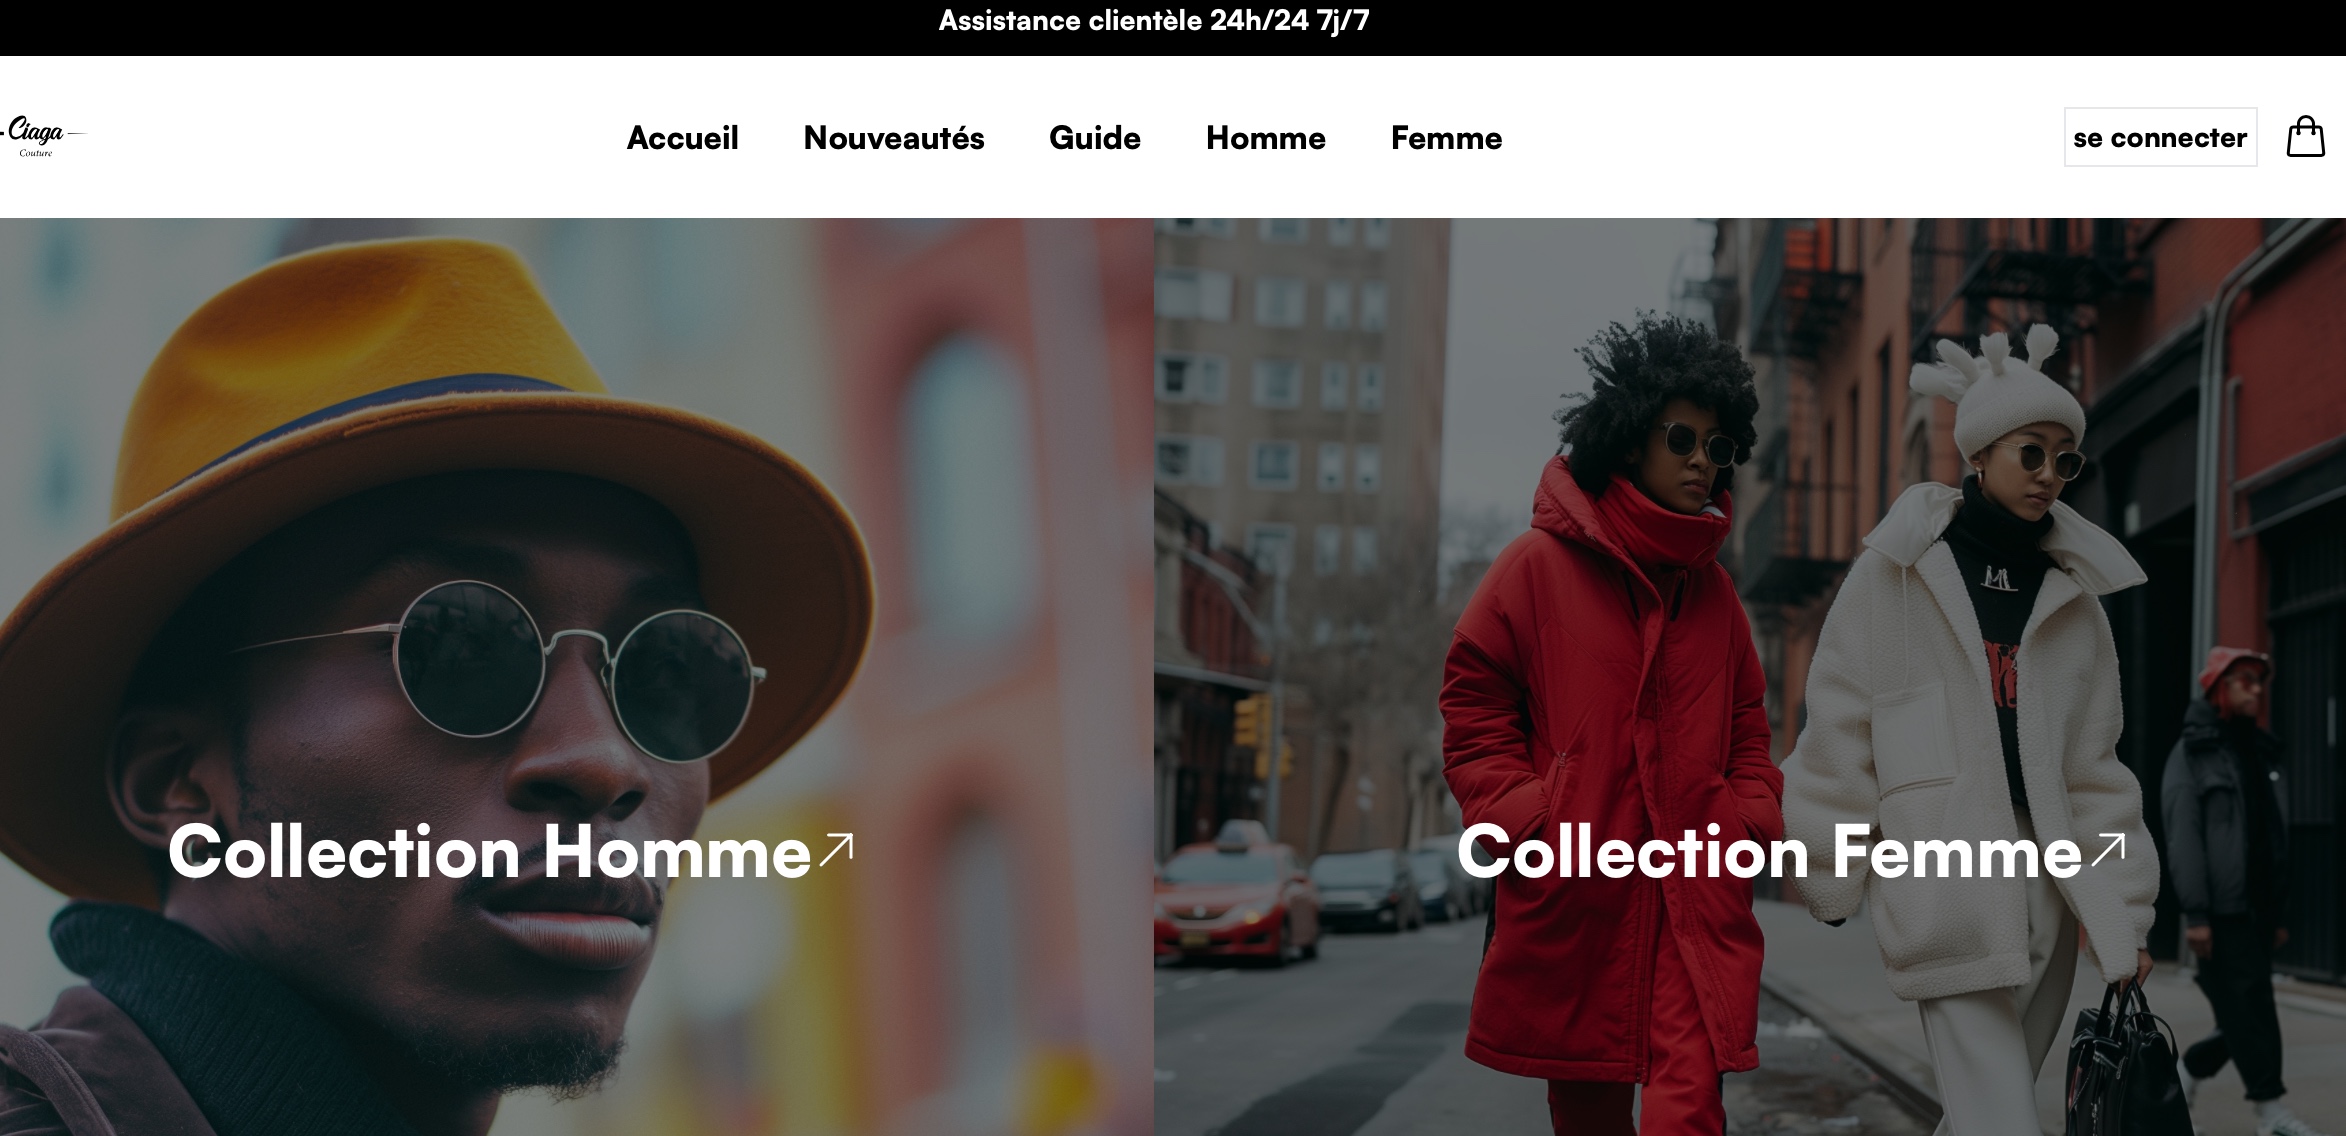 Assistance clientèle 24h/24 7j/7
Ciaga
Couture
Accueil
Nouveautés
Guide
Homme
Femme
se connecter
Collection Homme
Collection Femme